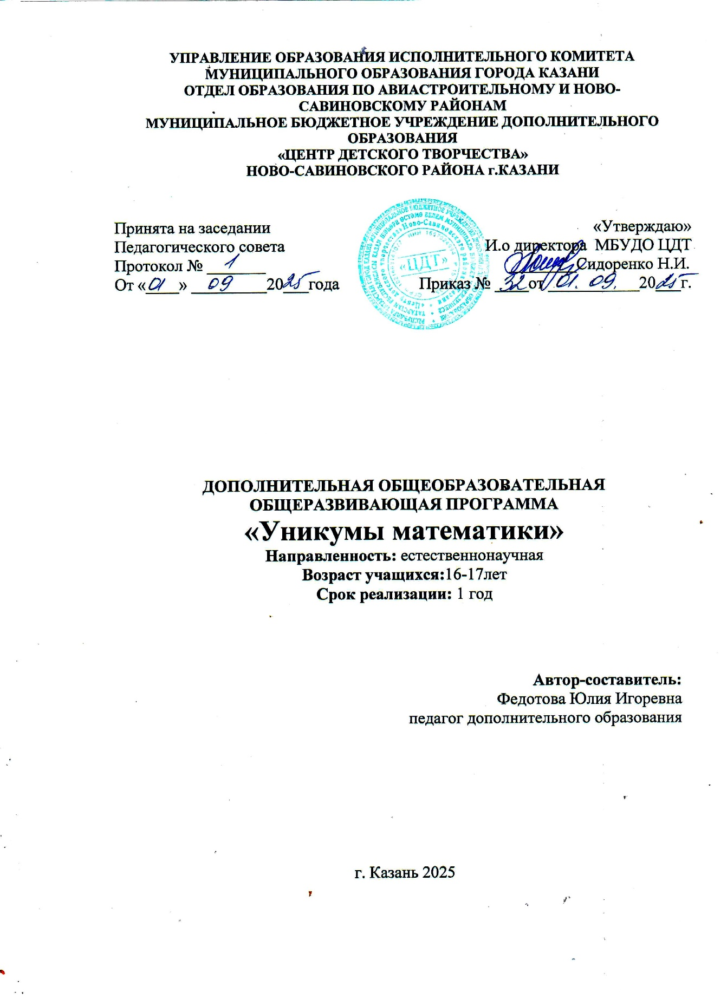 УПРАВЛЕНИЕ ОБРАЗОВАНИЯ ИСПОЛНИТЕЛЬНОГО КОМИТЕТА
МУНИЦИПАЛЬНОГО ОБРАЗОВАНИЯ ГОРОДА КАЗАНИ
ОТДЕЛ ОБРАЗОВАНИЯ ПО АВИАСТРОИТЕЛЬНОМУ И НОВО-
САВИНОВСКОМУ РАЙОНАМ
МУНИЦИПАЛЬНОЕ БЮДЖЕТНОЕ УЧРЕЖДЕНИЕ ДОПОЛНИТЕЛЬНОГО
ОБРАЗОВАНИЯ
«ЦЕНТР ДЕТСКОГО ТВОРЧЕСТВА»
НОВО-САВИНОВСКОГО РАЙОНА г.КАЗАНИ
Принята на заседании
Педагогического совета
Протокол № 1
От «01» 09 2025 года
«ЦДТ»
«Утверждаю»
И.о директора МБУДО ЦДТ
Сидоренко Н.И.
Приказ № 32 от 01. 09. 2025 г.
ДОПОЛНИТЕЛЬНАЯ ОБЩЕОБРАЗОВАТЕЛЬНАЯ
ОБЩЕРАЗВИВАЮЩАЯ ПРОГРАММА
«Уникумы математики»
Направленность: естественнонаучная
Возраст учащихся:16-17лет
Срок реализации: 1 год
Автор-составитель:
Федотова Юлия Игоревна
педагог дополнительного образования
г. Казань 2025